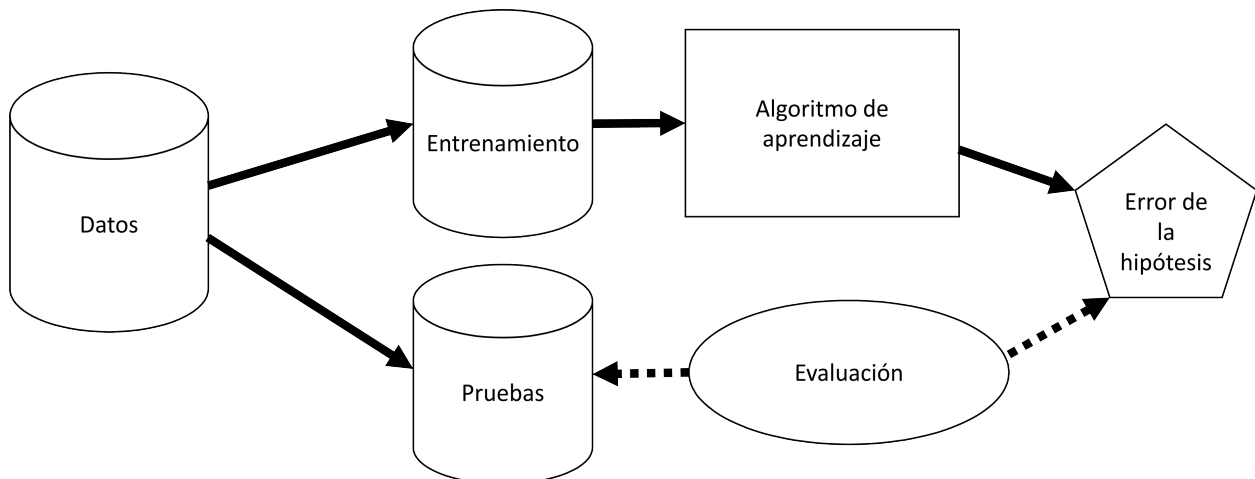 Datos
Entrenamiento
Algoritmo de
aprendizaje
Error de
la
hipótesis
Pruebas
Evaluación